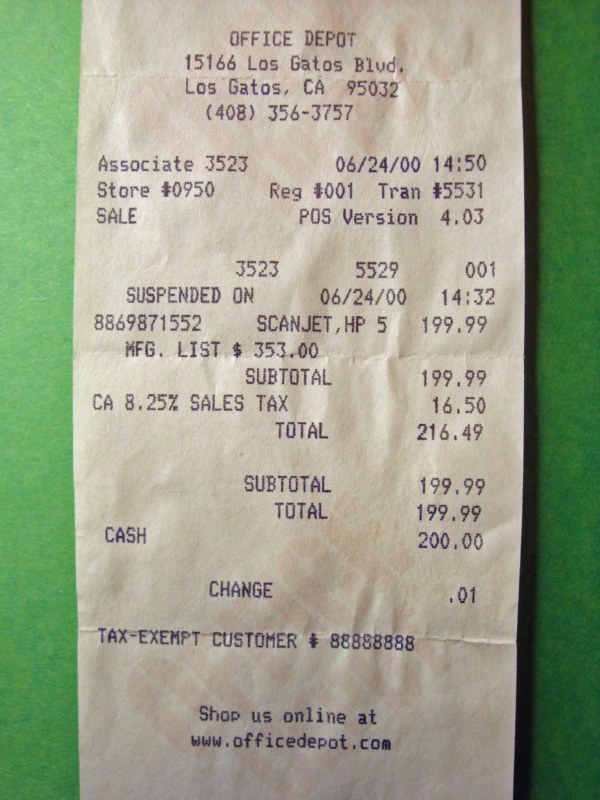 OFFICE DEPOT
15166 Los Gatos Blvd.
Los Gatos, CA 95032
(408) 356-3757
Associate 3523 06/24/00 14:50
Store #0950 Reg #001 Tran #5531
SALE POS Version 4.03
3523 5529 001
SUSPENDED ON 06/24/00 14:32
8869871552 SCANJET,HP 5 199.99
MFG. LIST $ 353.00
SUBTOTAL 199.99
CA 8.25% SALES TAX 16.50
TOTAL 216.49
SUBTOTAL 199.99
TOTAL 199.99
CASH 200.00
CHANGE .01
TAX-EXEMPT CUSTOMER # 88888888
Shop us online at
www.officedepot.com